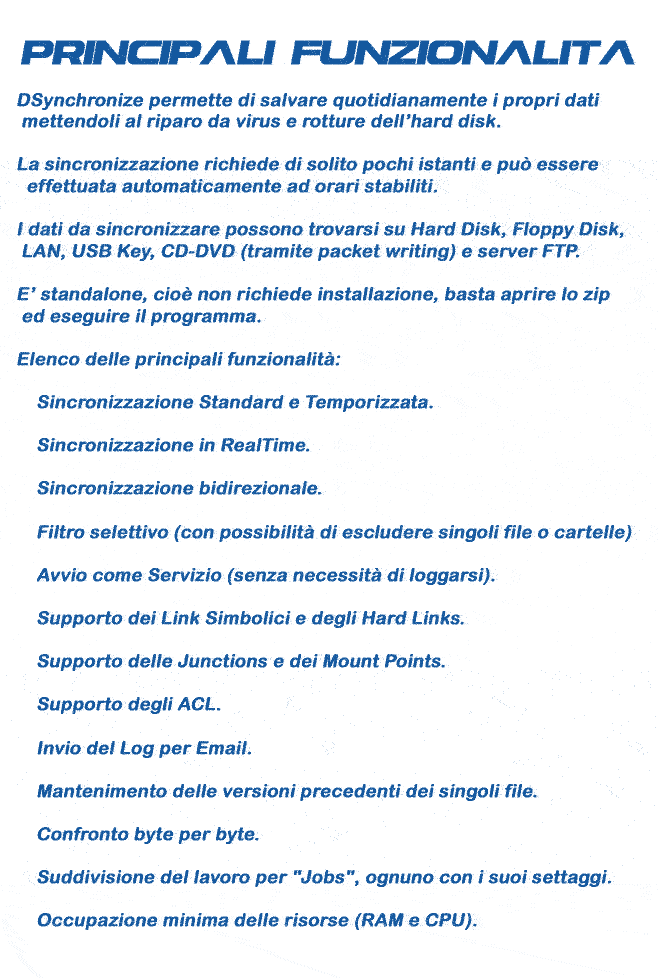 PRINCIPALI FUNZIONALITA
DSynchronize permette di salvare quotidianamente i propri dati
mettendoli al riparo da virus e rotture dell'hard disk.
La sincronizzazione richiede di solito pochi istanti e può essere
effettuata automaticamente ad orari stabiliti.
I dati da sincronizzare possono trovarsi su Hard Disk, Floppy Disk,
LAN, USB Key, CD-DVD (tramite packet writing) e server FTP.
E' standalone, cioè non richiede installazione, basta aprire lo zip
ed eseguire il programma.
Elenco delle principali funzionalità:
Sincronizzazione Standard e Temporizzata.
Sincronizzazione in RealTime.
Sincronizzazione bidirezionale.
Filtro selettivo (con possibilità di escludere singoli file o cartelle)
Avvio come Servizio (senza necessità di loggarsi).
Supporto dei Link Simbolici e degli Hard Links.
Supporto delle Junctions e dei Mount Points.
Supporto degli ACL.
Invio del Log per Email.
Mantenimento delle versioni precedenti dei singoli file.
Confronto byte per byte.
Suddivisione del lavoro per "Jobs", ognuno con i suoi settaggi.
Occupazione minima delle risorse (RAM e CPU).